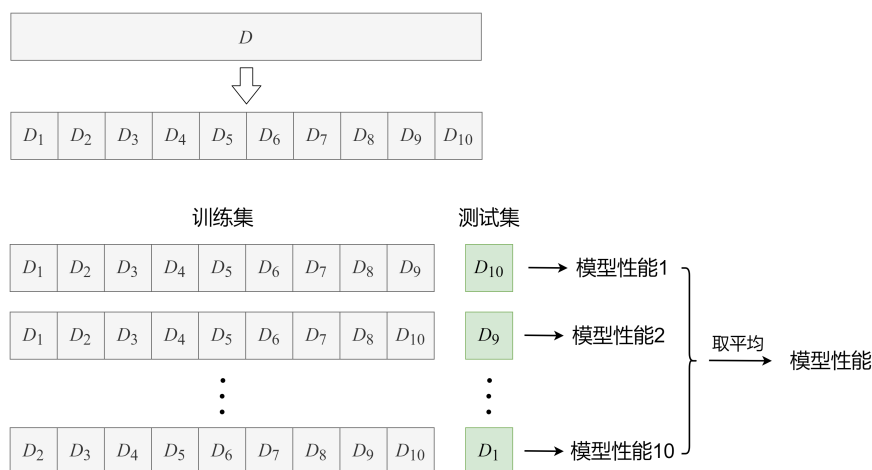 D
D₁ D₂ D₃ D₄ D₅ D₆ D₇ D₈ D₉ D₁₀
训练集 测试集
D₁ D₂ D₃ D₄ D₅ D₆ D₇ D₈ D₉ D₁₀ 模型性能1
D₁ D₂ D₃ D₄ D₅ D₆ D₇ D₈ D₁₀ D₉ 模型性能2
取平均 模型性能
D₂ D₃ D₄ D₅ D₆ D₇ D₈ D₉ D₁₀ D₁ 模型性能10